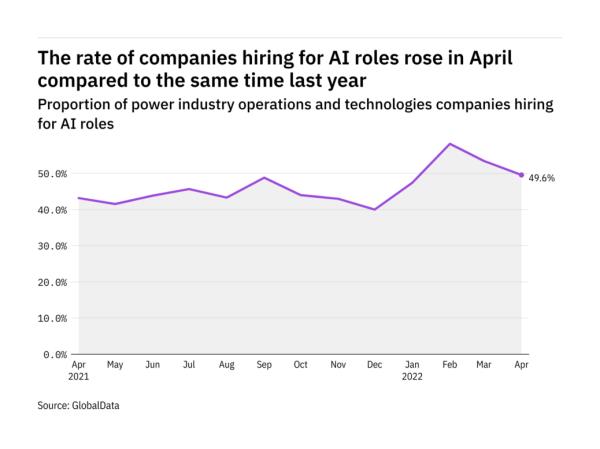 The rate of companies hiring for AI roles rose in April
compared to the same time last year
Proportion of power industry operations and technologies companies hiring
for AI roles
50.0%
49.6%
40.0%
30.0%
20.0%
10.0%
0.0%
Apr May Jun Jul Aug Sep Oct Nov Dec Jan Feb Mar Apr
2021 2022
Source: GlobalData